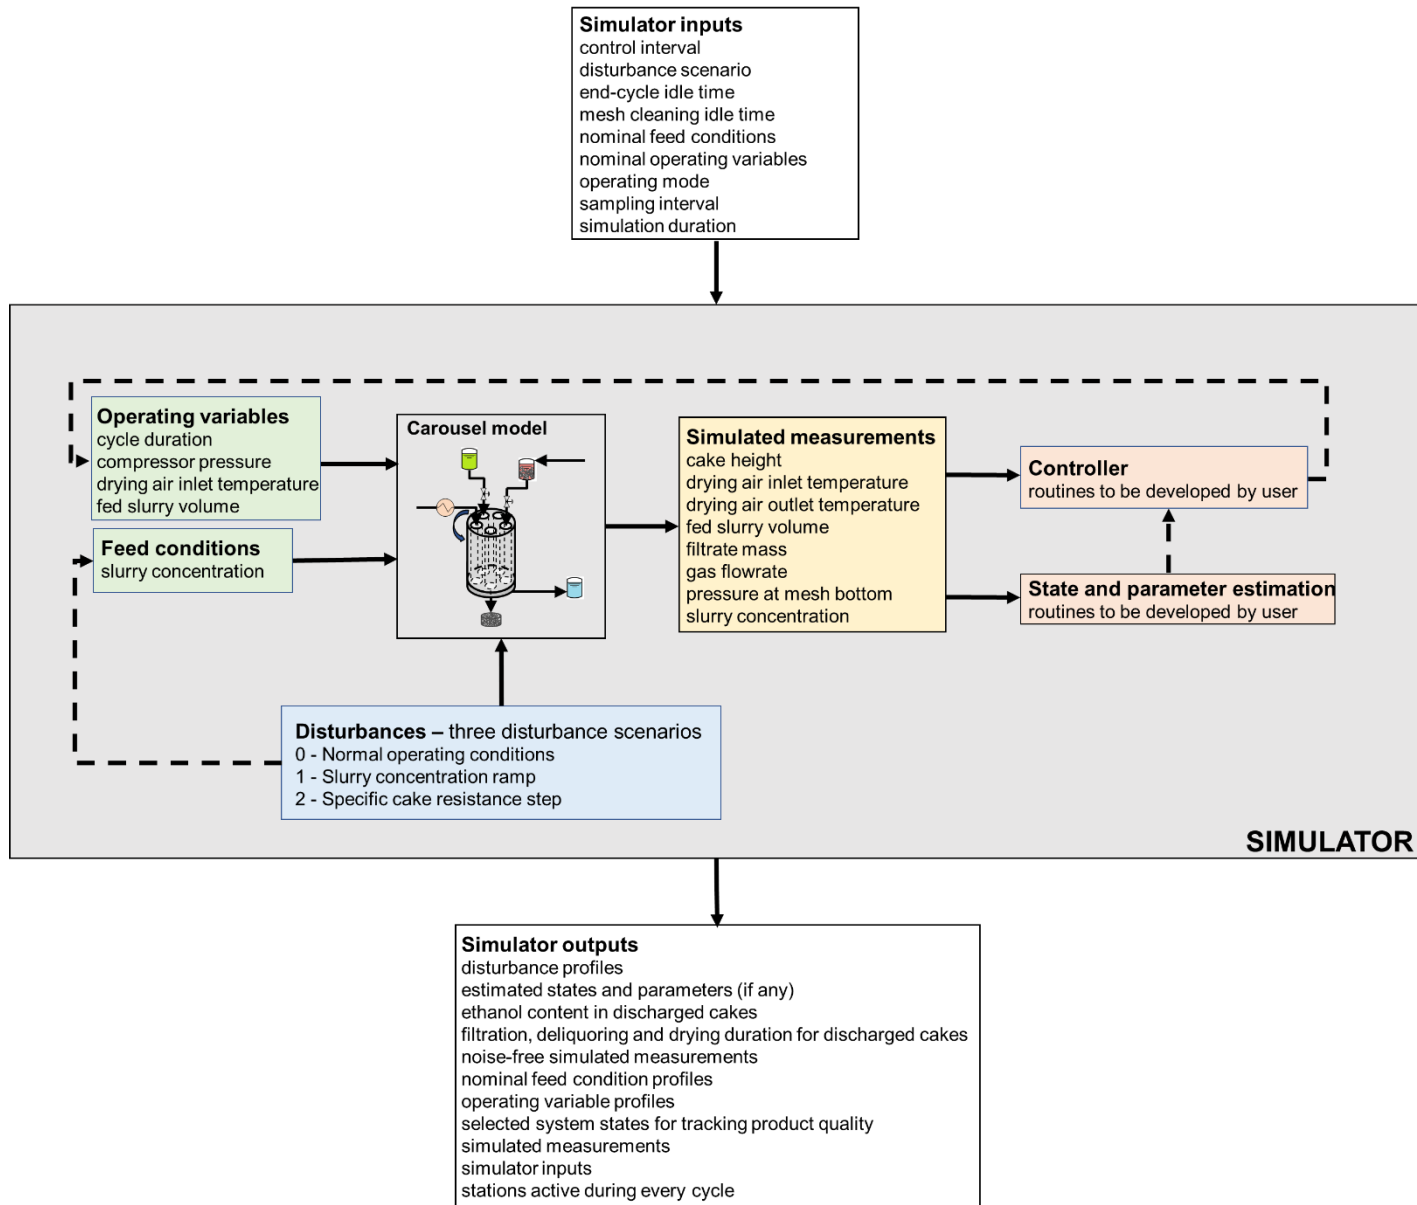 Simulator inputs
control interval
disturbance scenario
end-cycle idle time
mesh cleaning idle time
nominal feed conditions
nominal operating variables
operating mode
sampling interval
simulation duration
Operating variables
cycle duration
compressor pressure
drying air inlet temperature
fed slurry volume
Feed conditions
slurry concentration
Carousel model
Simulated measurements
cake height
drying air inlet temperature
drying air outlet temperature
fed slurry volume
filtrate mass
gas flowrate
pressure at mesh bottom
slurry concentration
Controller
routines to be developed by user
State and parameter estimation
routines to be developed by user
Disturbances – three disturbance scenarios
0 - Normal operating conditions
1 - Slurry concentration ramp
2 - Specific cake resistance step
SIMULATOR
Simulator outputs
disturbance profiles
estimated states and parameters (if any)
ethanol content in discharged cakes
filtration, deliquoring and drying duration for discharged cakes
noise-free simulated measurements
nominal feed condition profiles
operating variable profiles
selected system states for tracking product quality
simulated measurements
simulator inputs
stations active during every cycle